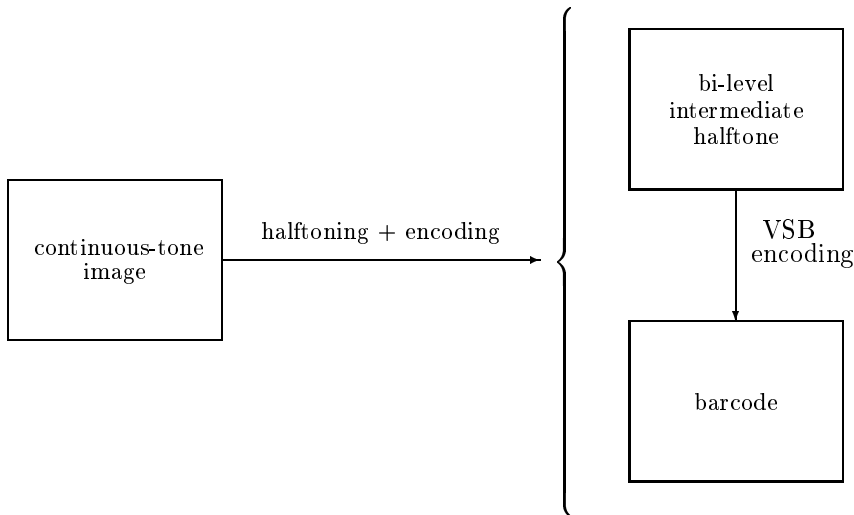 continuous-tone
image
halftoning + encoding
bi-level
intermediate
halftone
VSB
encoding
barcode